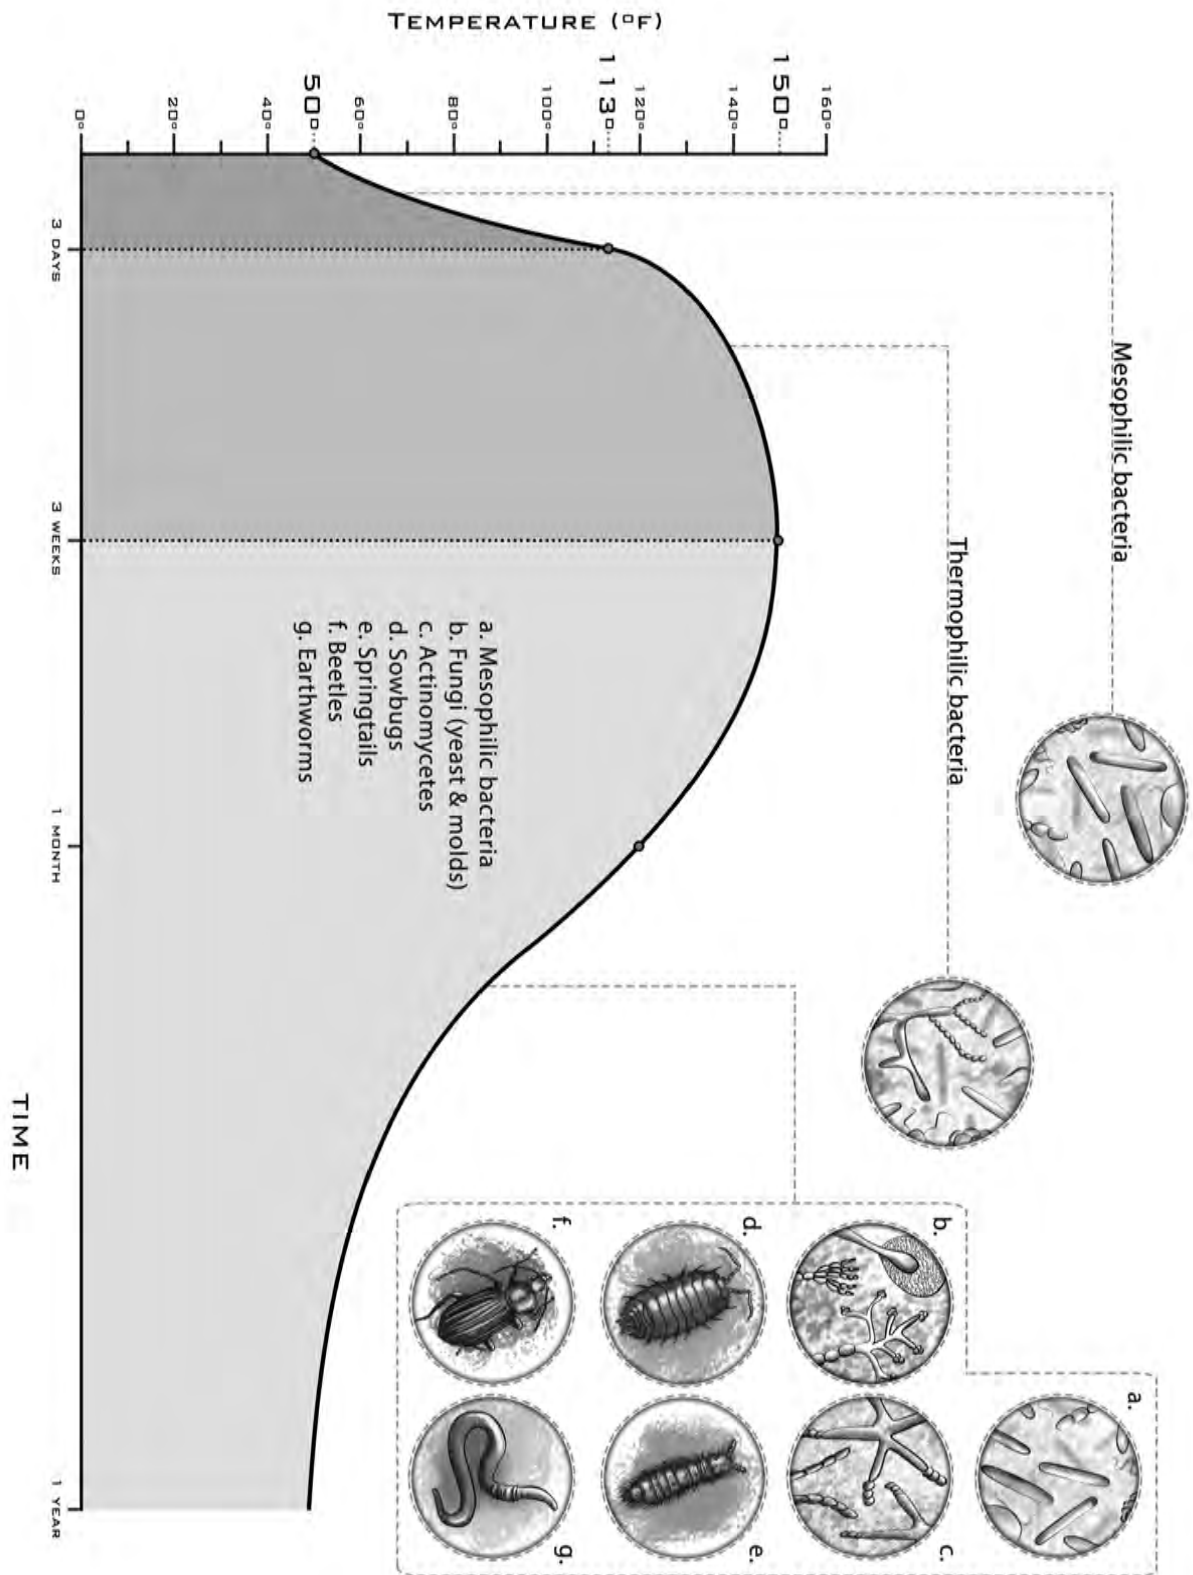 TEMPERATURE (°F)
160°
150°
140°
120°
113°
100°
80°
60°
50°
40°
20°
0°
Mesophilic bacteria
Thermophilic bacteria
a. Mesophilic bacteria
b. Fungi (yeast & molds)
c. Actinomycetes
d. Sowbugs
e. Springtails
f. Beetles
g. Earthworms
a.
b.
c.
d.
e.
f.
g.
3 DAYS
3 WEEKS
1 MONTH
1 YEAR
TIME